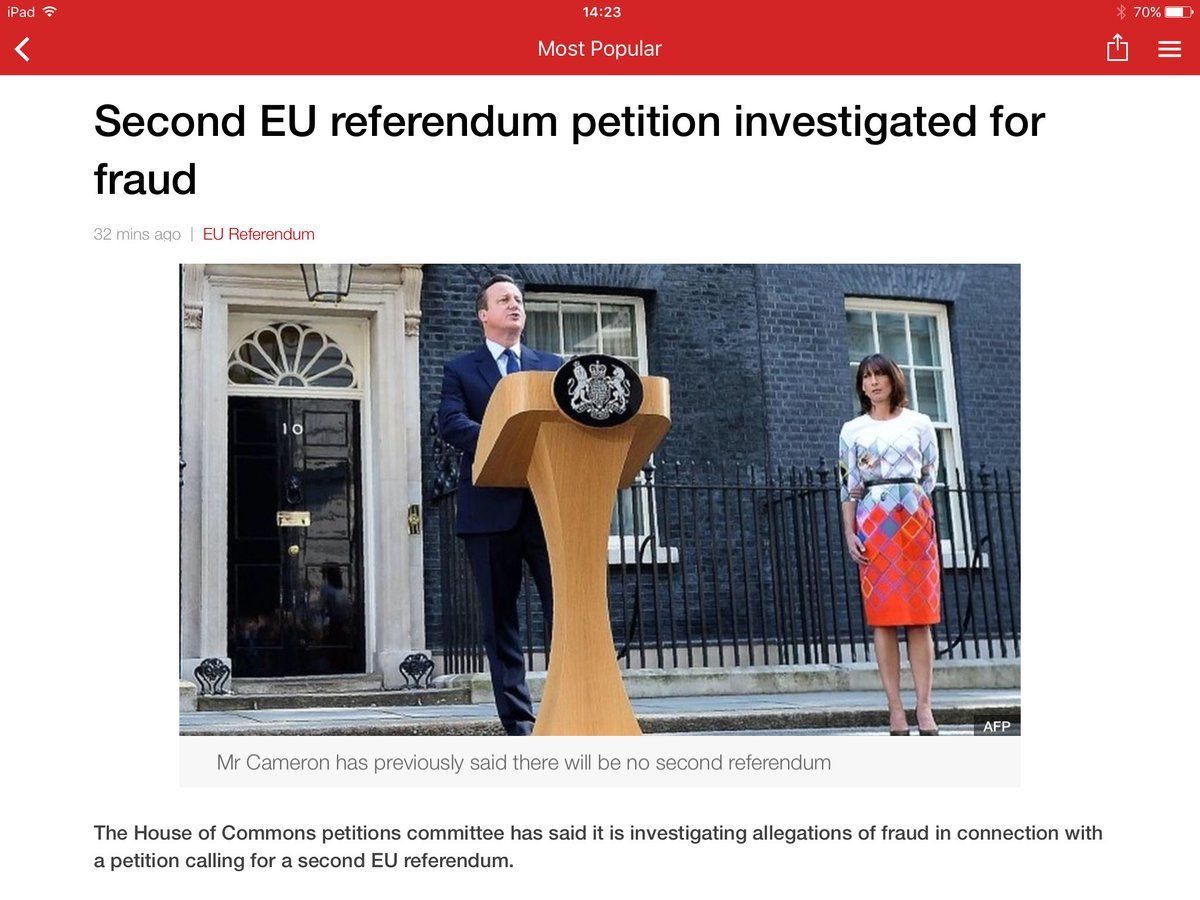 iPad 14:23 70%
Most Popular
Second EU referendum petition investigated for
fraud
32 mins ago | EU Referendum
10
AFP
Mr Cameron has previously said there will be no second referendum
The House of Commons petitions committee has said it is investigating allegations of fraud in connection with
a petition calling for a second EU referendum.